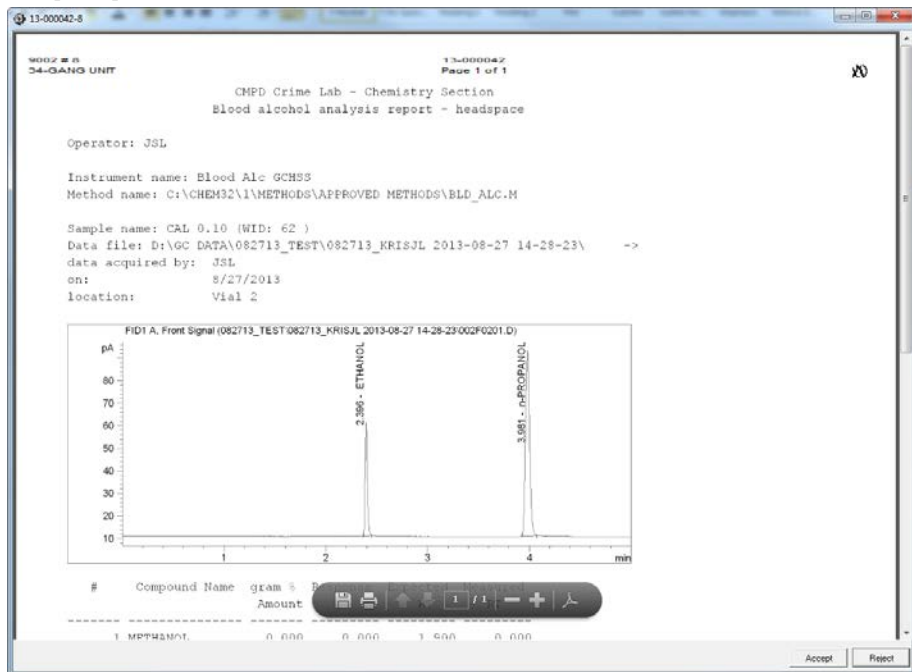 13-000042-8
9002 # 8
34-GANG UNIT
13-000042
Page 1 of 1
CMPD Crime Lab - Chemistry Section
Blood alcohol analysis report - headspace
Operator: JSL
Instrument name: Blood Alc GCHSS
Method name: C:\CHEM32\1\METHODS\APPROVED METHODS\BLD_ALC.M
Sample name: CAL 0.10 (WID: 62 )
Data file: D:\GC DATA\082713_TEST\082713_KRISJL 2013-08-27 14-28-23\ ->
data acquired by: JSL
on: 8/27/2013
location: Vial 2
FID1 A, Front Signal (082713_TEST\082713_KRISJL 2013-08-27 14-28-23\002F0201.D)
pA
80
70
60
50
40
30
20
10
2.396 - ETHANOL
3.981 - n-PROPANOL
1 2 3 4 min
# Compound Name gram %
Amount
1 / 1
1 METHANOL 0.000 0.000 1.900 0.000
Accept Reject